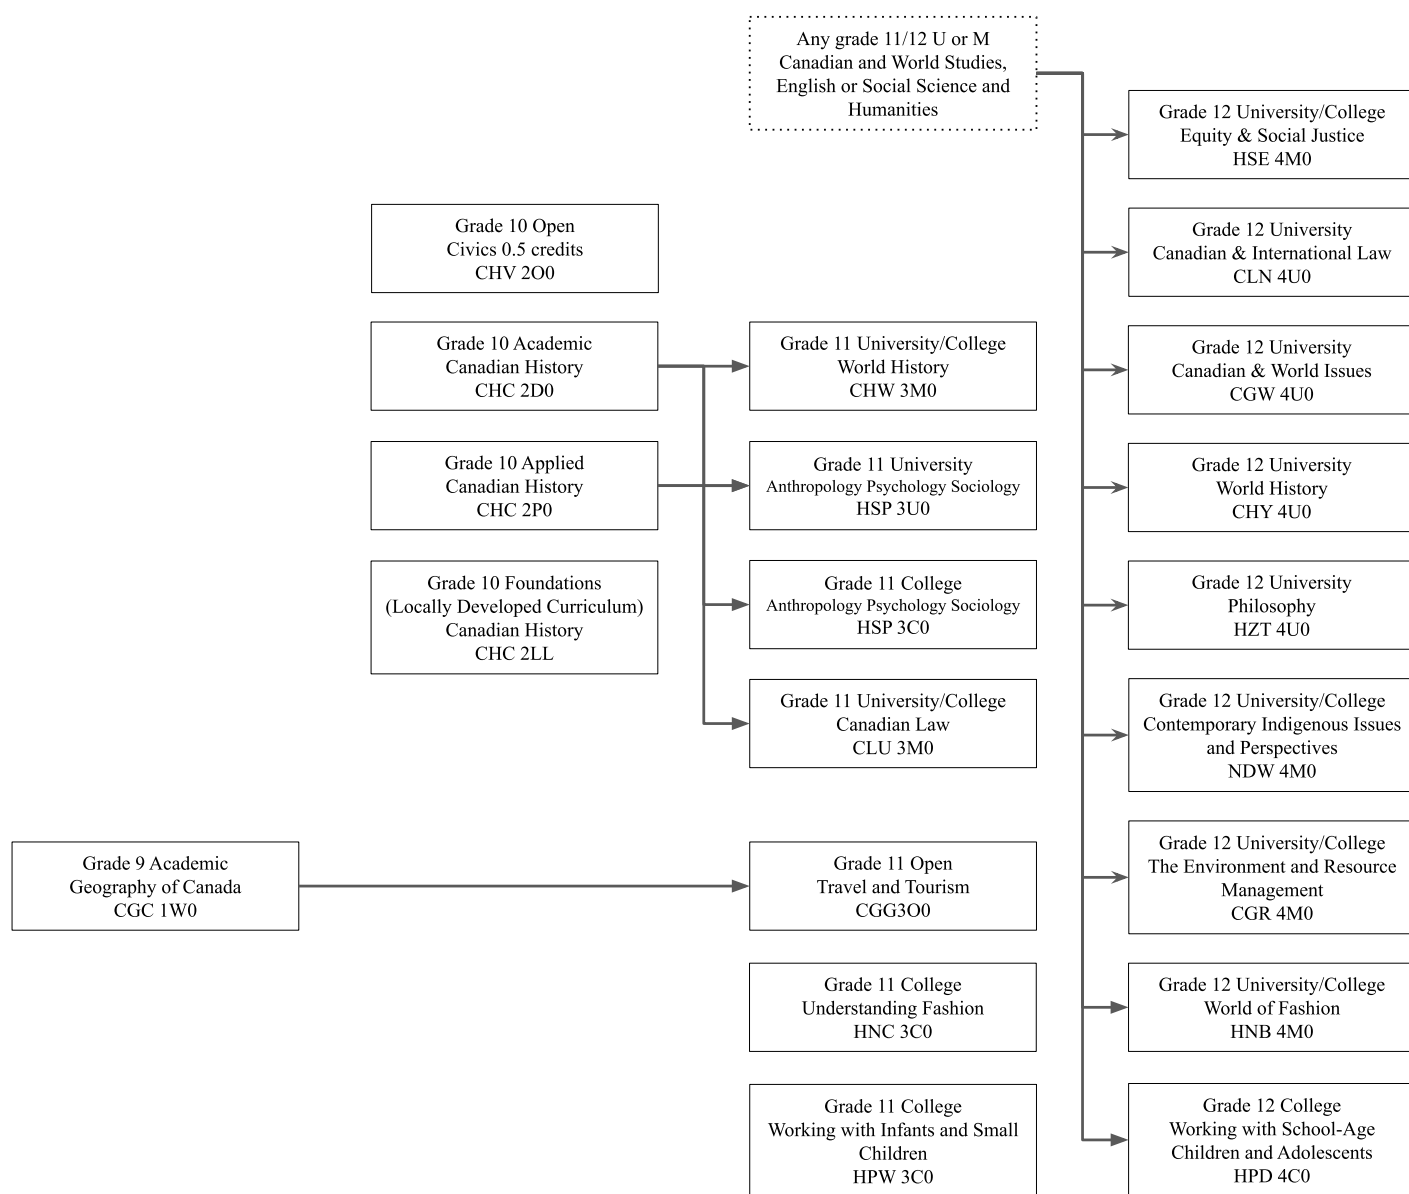 Any grade 11/12 U or M
Canadian and World Studies,
English or Social Science and
Humanities
Grade 12 University/College
Equity & Social Justice
HSE 4M0
Grade 10 Open
Civics 0.5 credits
CHV 2O0
Grade 12 University
Canadian & International Law
CLN 4U0
Grade 10 Academic
Canadian History
CHC 2D0
Grade 11 University/College
World History
CHW 3M0
Grade 12 University
Canadian & World Issues
CGW 4U0
Grade 10 Applied
Canadian History
CHC 2P0
Grade 11 University
Anthropology Psychology Sociology
HSP 3U0
Grade 12 University
World History
CHY 4U0
Grade 10 Foundations
(Locally Developed Curriculum)
Canadian History
CHC 2LL
Grade 11 College
Anthropology Psychology Sociology
HSP 3C0
Grade 12 University
Philosophy
HZT 4U0
Grade 11 University/College
Canadian Law
CLU 3M0
Grade 12 University/College
Contemporary Indigenous Issues
and Perspectives
NDW 4M0
Grade 9 Academic
Geography of Canada
CGC 1W0
Grade 11 Open
Travel and Tourism
CGG3O0
Grade 12 University/College
The Environment and Resource
Management
CGR 4M0
Grade 11 College
Understanding Fashion
HNC 3C0
Grade 12 University/College
World of Fashion
HNB 4M0
Grade 11 College
Working with Infants and Small
Children
HPW 3C0
Grade 12 College
Working with School-Age
Children and Adolescents
HPD 4C0